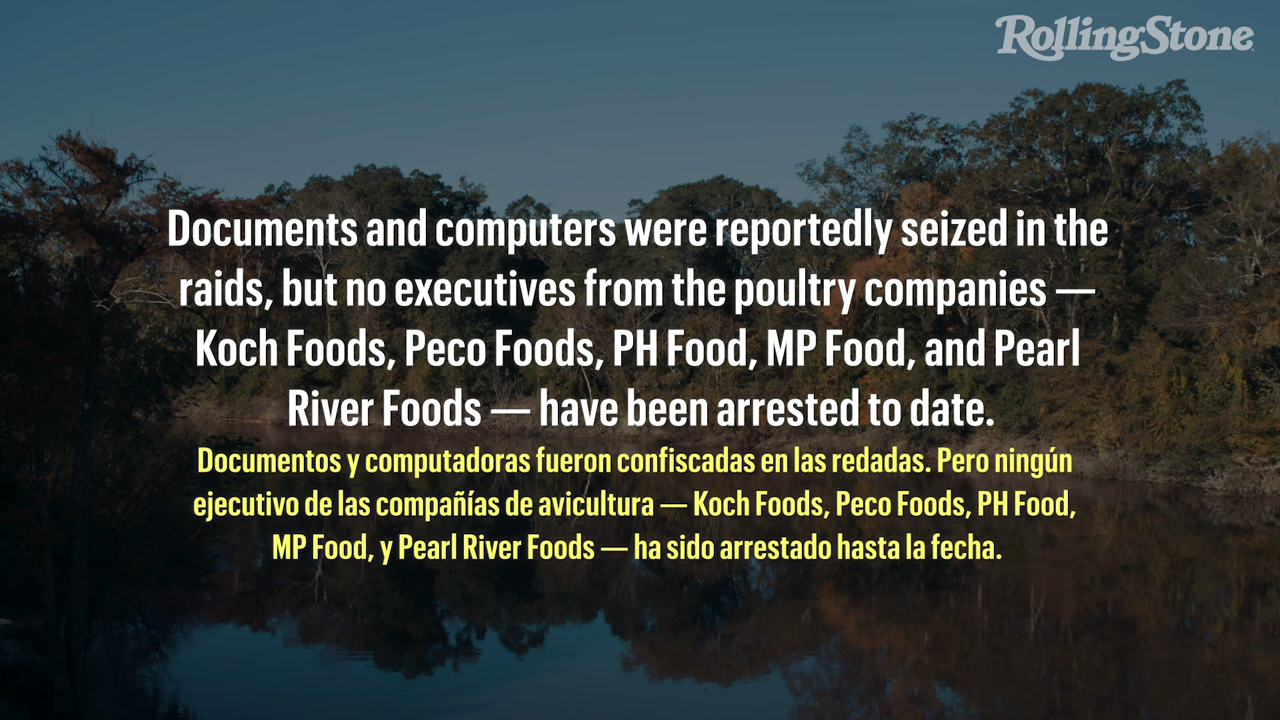 RollingStone
Documents and computers were reportedly seized in the
raids, but no executives from the poultry companies —
Koch Foods, Peco Foods, PH Food, MP Food, and Pearl
River Foods — have been arrested to date.
Documentos y computadoras fueron confiscadas en las redadas. Pero ningún
ejecutivo de las compañías de avicultura — Koch Foods, Peco Foods, PH Food,
MP Food, y Pearl River Foods — ha sido arrestado hasta la fecha.